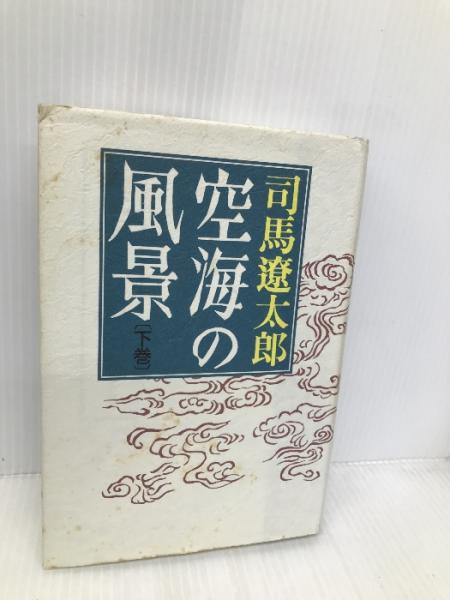 司馬遼太郎
空海の
風景
〔下巻〕